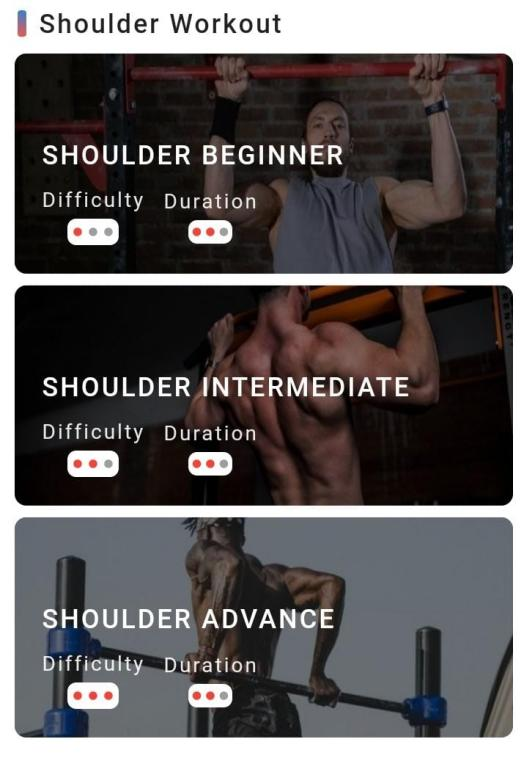 Shoulder Workout
SHOULDER BEGINNER
Difficulty Duration
SHOULDER INTERMEDIATE
Difficulty Duration
SHOULDER ADVANCE
Difficulty Duration